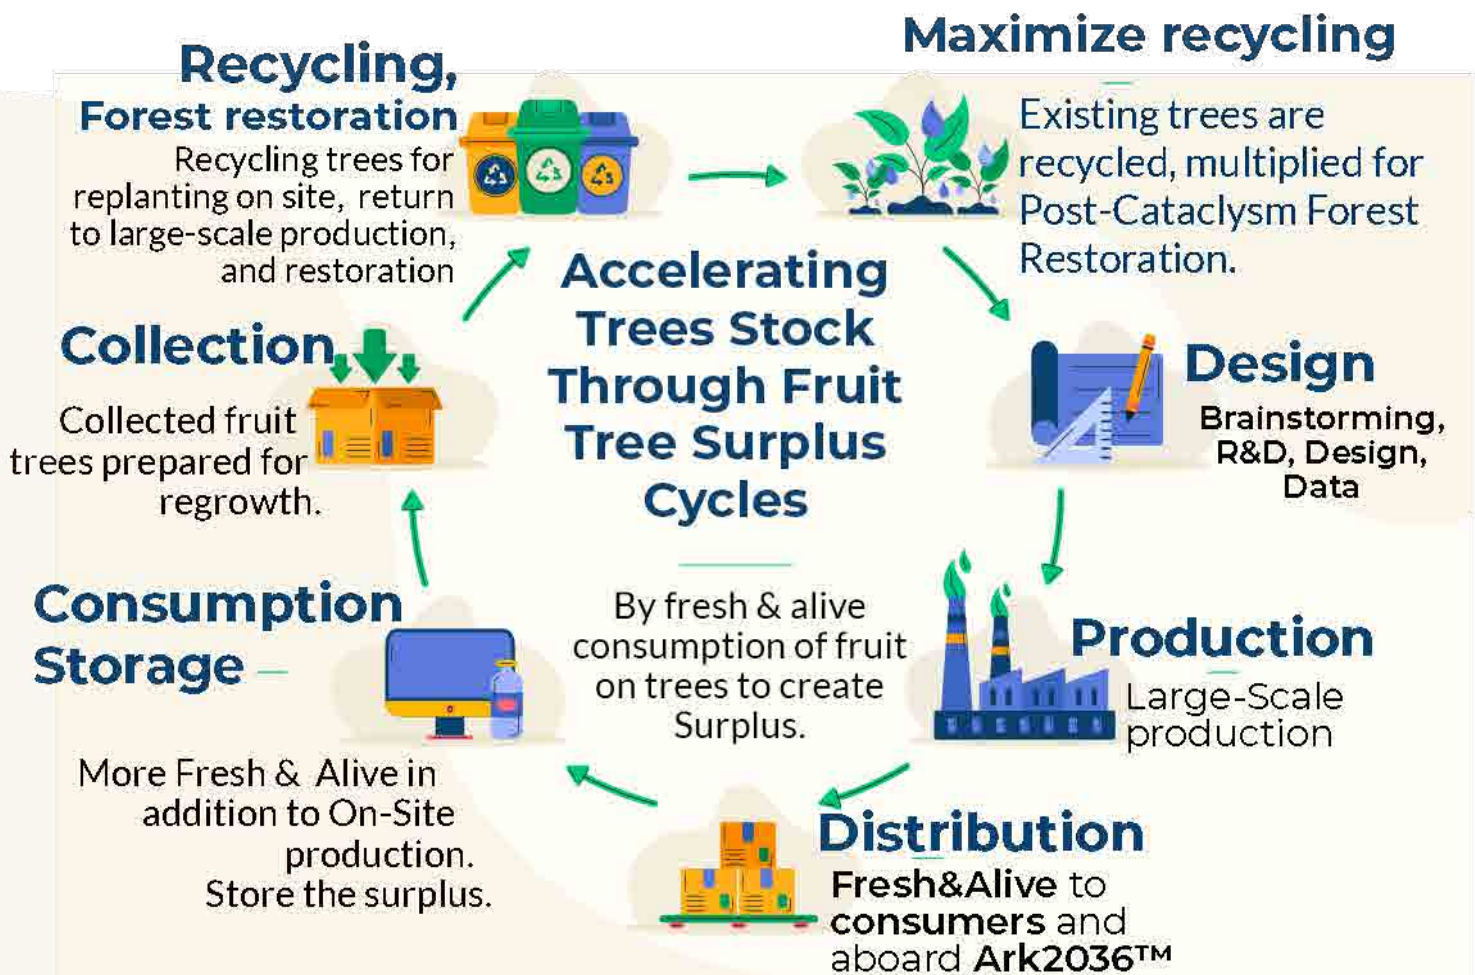 Maximize recycling
Existing trees are
recycled, multiplied for
Post-Cataclysm Forest
Restoration.
Design
Brainstorming,
R&D, Design,
Data
Production
Large-Scale
production
Distribution
Fresh&Alive to
consumers and
aboard Ark2036™
Consumption
Storage
More Fresh & Alive in
addition to On-Site
production.
Store the surplus.
Collection
Collected fruit
trees prepared for
regrowth.
Recycling,
Forest restoration
Recycling trees for
replanting on site, return
to large-scale production,
and restoration
Accelerating
Trees Stock
Through Fruit
Tree Surplus
Cycles
By fresh & alive
consumption of fruit
on trees to create
Surplus.